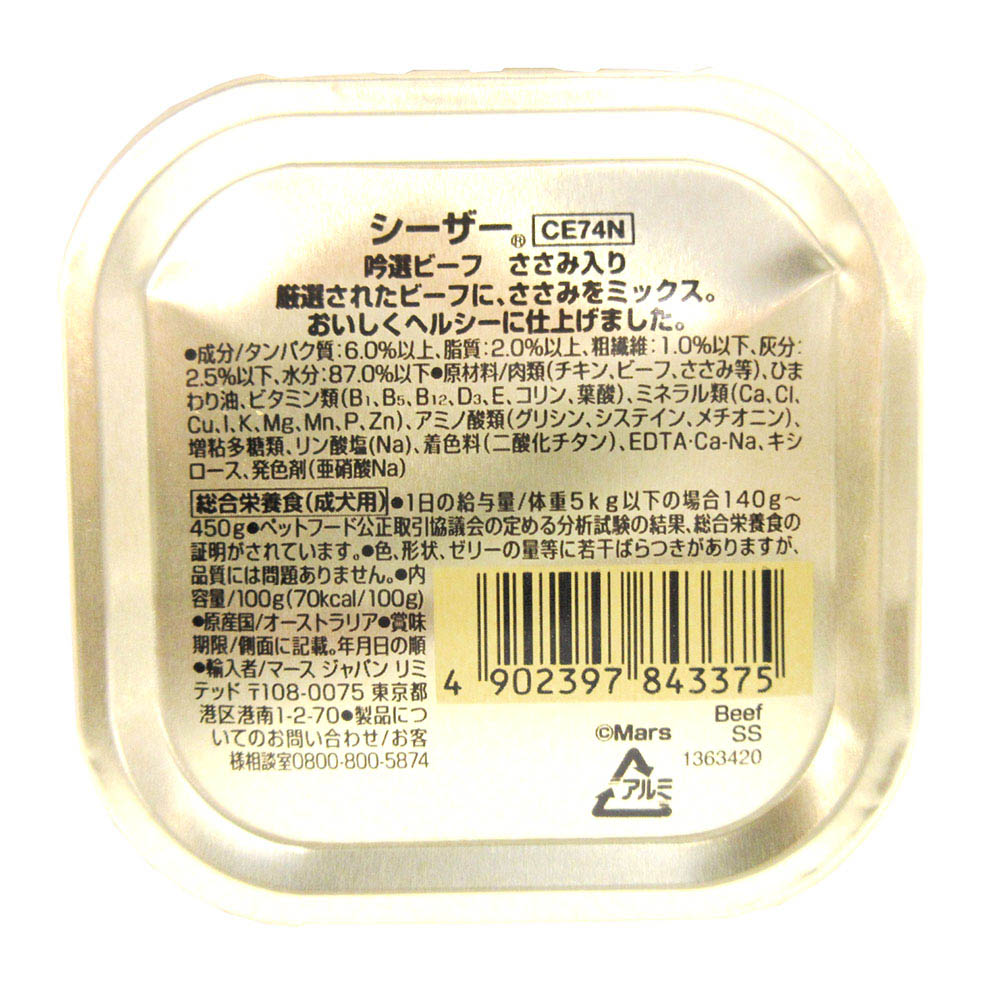 シーザー® CE74N
吟選ビーフ ささみ入り
厳選されたビーフに、ささみをミックス。
おいしくヘルシーに仕上げました。
●成分/タンパク質:6.0%以上、脂質:2.0%以上、粗繊維:1.0%以下、灰分:
2.5%以下、水分:87.0%以下●原材料/肉類(チキン、ビーフ、ささみ等)、ひま
わり油、ビタミン類(B1、B5、B12、D3、E、コリン、葉酸)、ミネラル類(Ca、Cl、
Cu、I、K、Mg、Mn、P、Zn)、アミノ酸類(グリシン、システイン、メチオニン)、
増粘多糖類、リン酸塩(Na)、着色料(二酸化チタン)、EDTA・Ca-Na、キシ
ロース、発色剤(亜硝酸Na)
総合栄養食(成犬用)●1日の給与量/体重5kg以下の場合140g〜
450g●ペットフード公正取引協議会の定める分析試験の結果、総合栄養食の
証明がされています。●色、形状、ゼリーの量等に若干ばらつきがありますが、
品質には問題ありません。●内
容量/100g(70kcal/100g)
●原産国/オーストラリア●賞味
期限/側面に記載。年月日の順
●輸入者/マース ジャパン リミ
テッド 〒108-0075 東京都
港区港南1-2-70●製品につ
いてのお問い合わせ/お客
様相談室0800-800-5874
4 902397 843375
©Mars
Beef
SS
1363420
アルミ